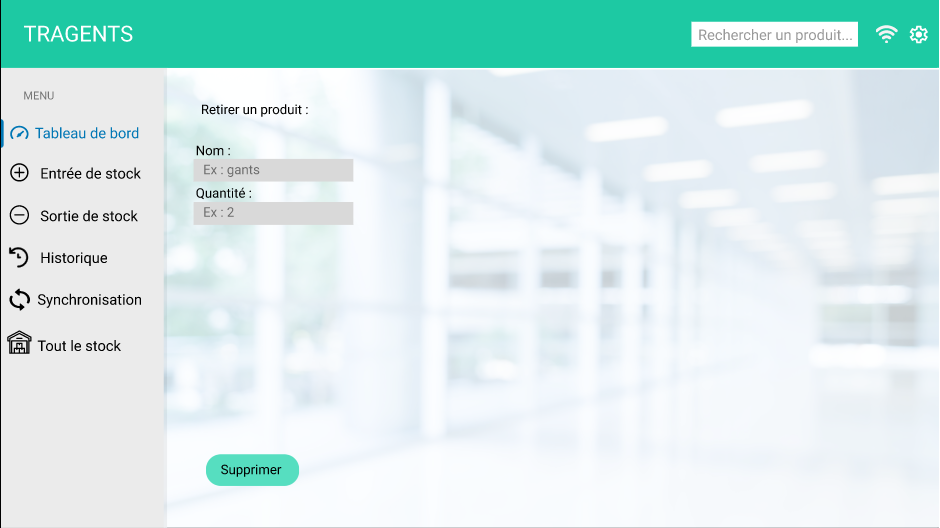 TRAGENTS
Rechercher un produit...
MENU
Tableau de bord
Entrée de stock
Sortie de stock
Historique
Synchronisation
Tout le stock
Retirer un produit :
Nom :
Ex : gants
Quantité :
Ex : 2
Supprimer